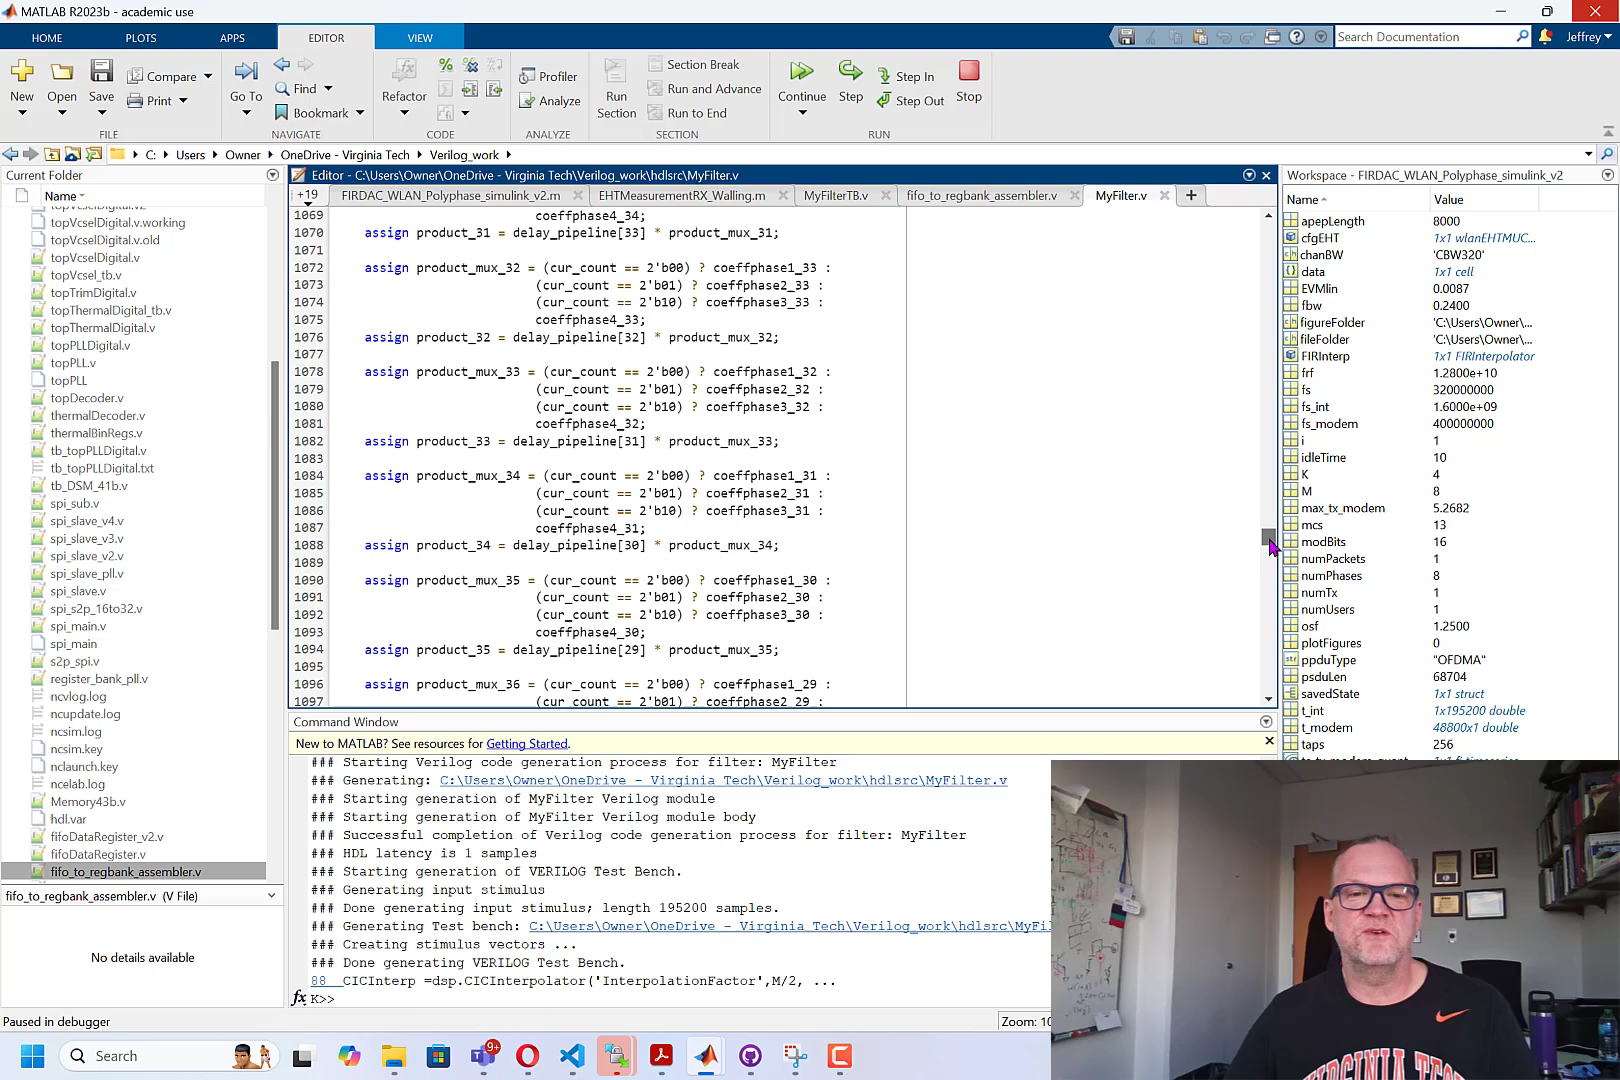 MATLAB R2023b - academic use
HOME PLOTS APPS EDITOR VIEW
Search Documentation
Jeffrey
New Open Save Compare Print
FILE
Go To Find Bookmark
NAVIGATE
Refactor
CODE
Profiler
Analyze
ANALYZE
Run Section
Section Break
Run and Advance
Run to End
SECTION
Continue Step Step In Step Out Stop
RUN
C: Users Owner OneDrive - Virginia Tech Verilog_work
Current Folder
Name
topVcselDigital.v2
topVcselDigital.v.working
topVcselDigital.v.old
topVcselDigital.v
topVcsel_tb.v
topTrimDigital.v
topThermalDigital_tb.v
topThermalDigital.v
topPLLDigital.v
topPLL.v
topPLL
topDecoder.v
thermalDecoder.v
thermalBinRegs.v
tb_topPLLDigital.v
tb_topPLLDigital.txt
tb_DSM_41b.v
spi_sub.v
spi_slave_v4.v
spi_slave_v3.v
spi_slave_v2.v
spi_slave_pll.v
spi_slave.v
spi_s2p_16to32.v
spi_main.v
spi_main
s2p_spi.v
register_bank_pll.v
ncvlog.log
ncupdate.log
ncsim.log
ncsim.key
nclaunch.key
ncelab.log
Memory43b.v
hdl.var
fifoDataRegister_v2.v
fifoDataRegister.v
fifo_to_regbank_assembler.v
fifo_to_regbank_assembler.v (V File)
No details available
Paused in debugger
Editor - C:\Users\Owner\OneDrive - Virginia Tech\Verilog_work\hdlsrc\MyFilter.v
+19 FIRDAC_WLAN_Polyphase_simulink_v2.m EHTMeasurementRX_Walling.m MyFilterTB.v fifo_to_regbank_assembler.v MyFilter.v
1069 coeffphase4_34;
1070 assign product_31 = delay_pipeline[33] * product_mux_31;
1071
1072 assign product_mux_32 = (cur_count == 2'b00) ? coeffphase1_33 :
1073 (cur_count == 2'b01) ? coeffphase2_33 :
1074 (cur_count == 2'b10) ? coeffphase3_33 :
1075 coeffphase4_33;
1076 assign product_32 = delay_pipeline[32] * product_mux_32;
1077
1078 assign product_mux_33 = (cur_count == 2'b00) ? coeffphase1_32 :
1079 (cur_count == 2'b01) ? coeffphase2_32 :
1080 (cur_count == 2'b10) ? coeffphase3_32 :
1081 coeffphase4_32;
1082 assign product_33 = delay_pipeline[31] * product_mux_33;
1083
1084 assign product_mux_34 = (cur_count == 2'b00) ? coeffphase1_31 :
1085 (cur_count == 2'b01) ? coeffphase2_31 :
1086 (cur_count == 2'b10) ? coeffphase3_31 :
1087 coeffphase4_31;
1088 assign product_34 = delay_pipeline[30] * product_mux_34;
1089
1090 assign product_mux_35 = (cur_count == 2'b00) ? coeffphase1_30 :
1091 (cur_count == 2'b01) ? coeffphase2_30 :
1092 (cur_count == 2'b10) ? coeffphase3_30 :
1093 coeffphase4_30;
1094 assign product_35 = delay_pipeline[29] * product_mux_35;
1095
1096 assign product_mux_36 = (cur_count == 2'b00) ? coeffphase1_29 :
1097 (cur_count == 2'b01) ? coeffphase2_29 :
Command Window
New to MATLAB? See resources for Getting Started.
### Starting Verilog code generation process for filter: MyFilter
### Generating: C:\Users\Owner\OneDrive - Virginia Tech\Verilog_work\hdlsrc\MyFilter.v
### Starting generation of MyFilter Verilog module
### Starting generation of MyFilter Verilog module body
### Successful completion of Verilog code generation process for filter: MyFilter
### HDL latency is 1 samples
### Starting generation of VERILOG Test Bench.
### Generating input stimulus
### Done generating input stimulus; length 195200 samples.
### Generating Test bench: C:\Users\Owner\OneDrive - Virginia Tech\Verilog_work\hdlsrc\MyFil
### Creating stimulus vectors ...
### Done generating VERILOG Test Bench.
88 CICInterp =dsp.CICInterpolator('InterpolationFactor',M/2, ...
fx K>>
Zoom: 10
Workspace - FIRDAC_WLAN_Polyphase_simulink_v2
Name Value
apepLength 8000
cfgEHT 1x1 wlanEHTMUC...
chanBW 'CBW320'
data 1x1 cell
EVMlin 0.0087
fbw 0.2400
figureFolder 'C:\Users\Owner\...
fileFolder 'C:\Users\Owner\...
FIRInterp 1x1 FIRInterpolator
frf 1.2800e+10
fs 320000000
fs_int 1.6000e+09
fs_modem 400000000
i 1
idleTime 10
K 4
M 8
max_tx_modem 5.2682
mcs 13
modBits 16
numPackets 1
numPhases 8
numTx 1
numUsers 1
osf 1.2500
plotFigures 0
ppduType "OFDMA"
psduLen 68704
savedState 1x1 struct
t_int 1x195200 double
t_modem 48800x1 double
taps 256
Search
9+
VIRGINIA TECH